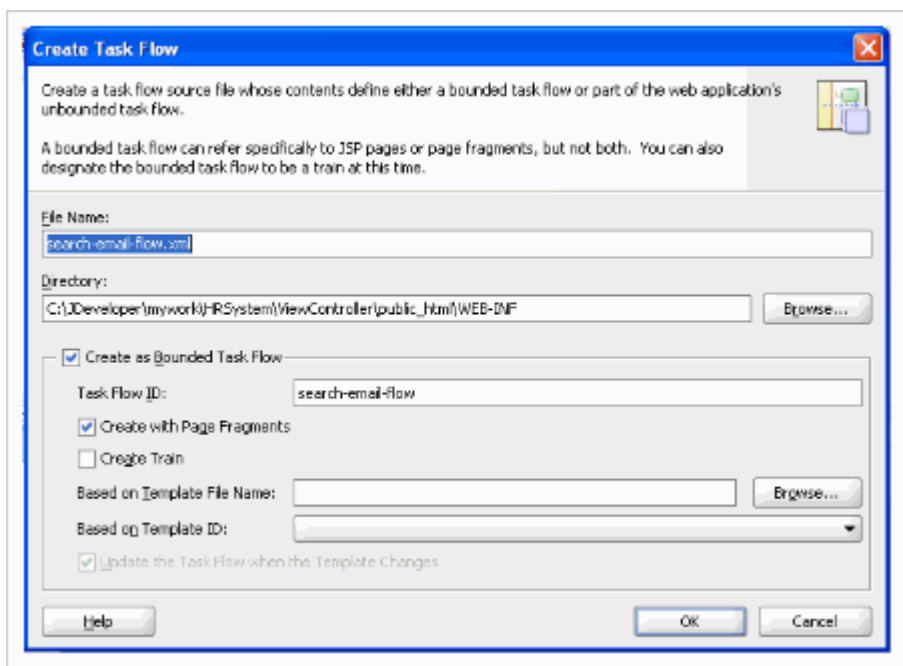 Create Task Flow
Create a task flow source file whose contents define either a bounded task flow or part of the web application's
unbounded task flow.
A bounded task flow can refer specifically to JSP pages or page fragments, but not both. You can also
designate the bounded task flow to be a train at this time.
File Name:
search-email-flow.xml
Directory:
C:\JDeveloper\mywork\HRSystem\ViewController\public_html\WEB-INF
Browse...
Create as Bounded Task Flow
Task Flow ID:
search-email-flow
Create with Page Fragments
Create Train
Based on Template File Name:
Browse...
Based on Template ID:
Update the Task Flow when the Template Changes
Help
OK
Cancel